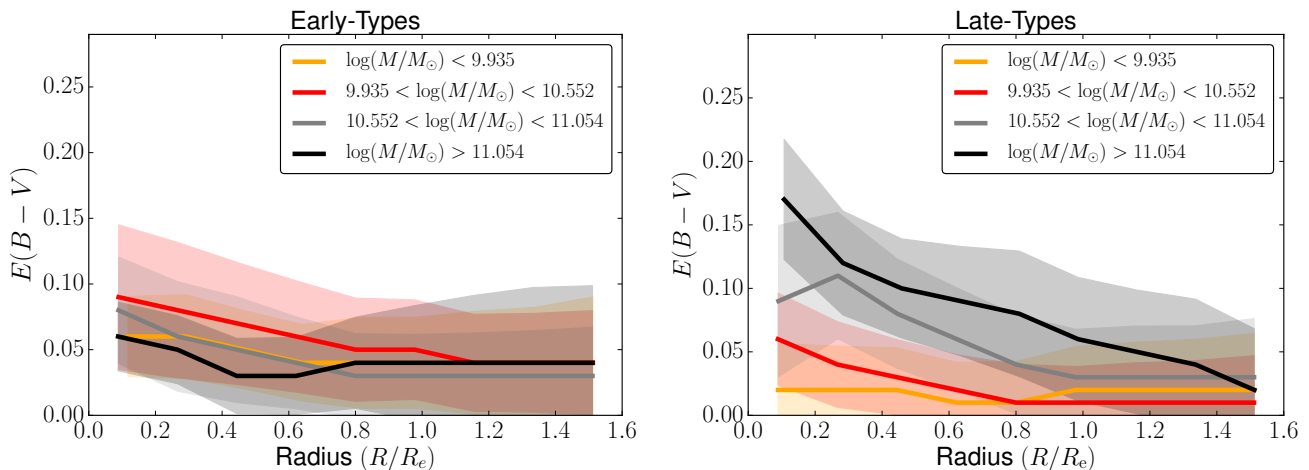 Early-Types
0.25
0.20
0.15
0.10
0.05
0.00
E(B − V)
log(M/M⊙) < 9.935
9.935 < log(M/M⊙) < 10.552
10.552 < log(M/M⊙) < 11.054
log(M/M⊙) > 11.054
0.0 0.2 0.4 0.6 0.8 1.0 1.2 1.4 1.6
Radius (R/Re)
Late-Types
0.25
0.20
0.15
0.10
0.05
0.00
E(B − V)
log(M/M⊙) < 9.935
9.935 < log(M/M⊙) < 10.552
10.552 < log(M/M⊙) < 11.054
log(M/M⊙) > 11.054
0.0 0.2 0.4 0.6 0.8 1.0 1.2 1.4 1.6
Radius (R/Re)